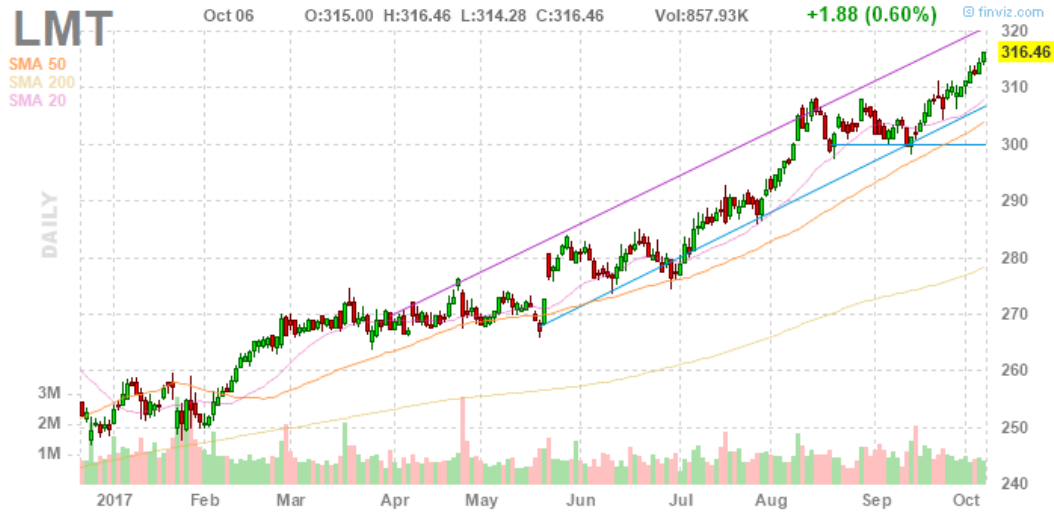 LMT
Oct 06 O:315.00 H:316.46 L:314.28 C:316.46 Vol:857.93K +1.88 (0.60%) © finviz.com
SMA 50
SMA 200
SMA 20
DAILY
320
316.46
310
300
290
280
270
260
250
240
3M
2M
1M
2017 Feb Mar Apr May Jun Jul Aug Sep Oct